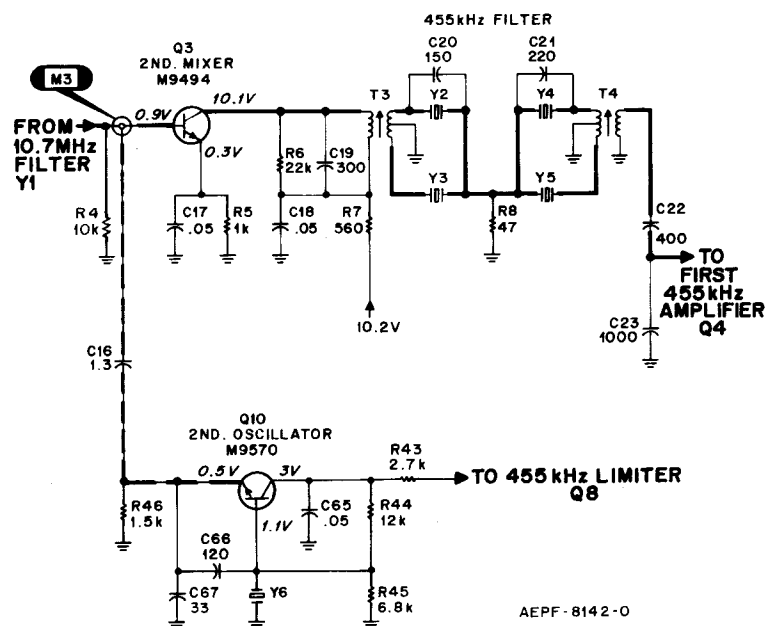 455kHz FILTER
Q3
2ND. MIXER
M9494
M3
C20
150
C21
220
10.1V
T3
Y2
Y4
T4
0.9V
FROM
10.7MHz
FILTER
Y1
0.3V
R6
22k
C19
300
Y3
Y5
R4
10k
C17
.05
R5
1k
C18
.05
R7
560
R8
47
C22
400
TO
FIRST
455kHz
AMPLIFIER
Q4
10.2V
C23
1000
C16
1.3
Q10
2ND. OSCILLATOR
M9570
0.5V
3V
R43
2.7k
TO 455kHz LIMITER
Q8
R46
1.5k
1.1V
C65
.05
R44
12k
C66
120
C67
33
Y6
R45
6.8k
AEPF-8142-O